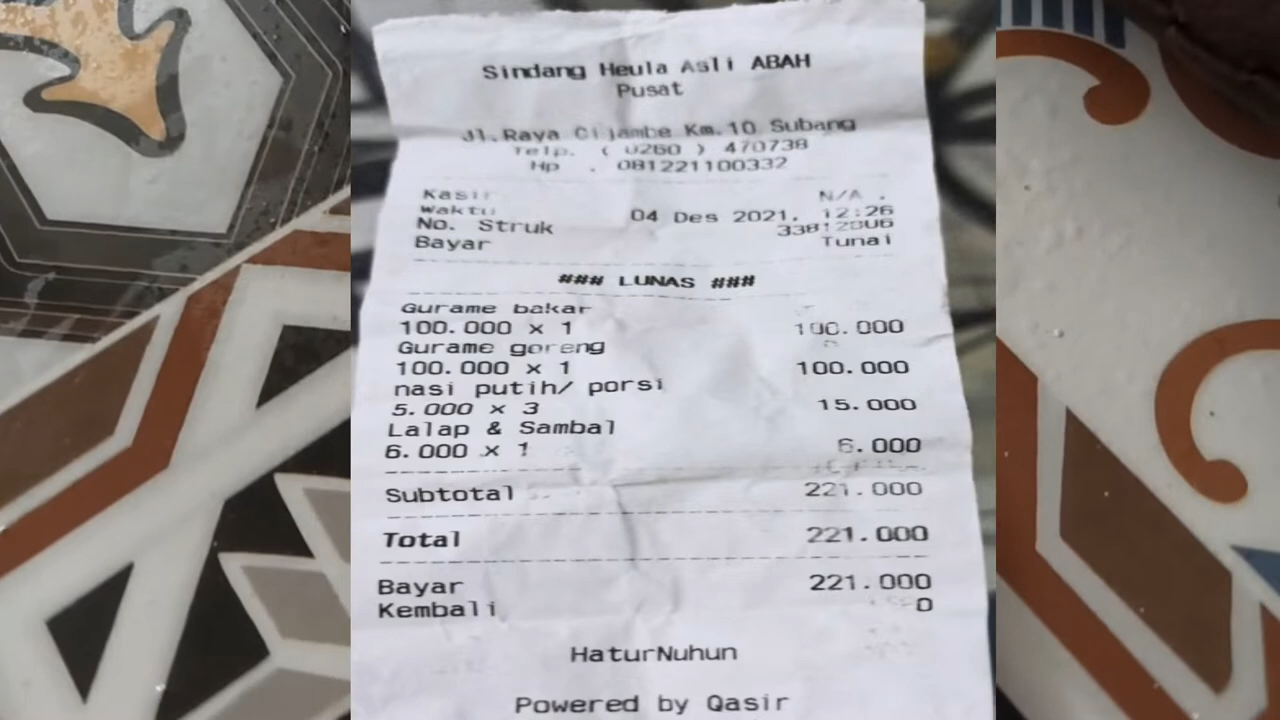 Sindang Heula Asli ABAH
Pusat
Jl.Raya Cijambe Km.10 Subang
Telp. ( 0260 ) 470738
Hp . 081221100332
Kasir N/A .
Waktu 04 Des 2021, 12:26
No. Struk 33812806
Bayar Tunai
### LUNAS ###
Gurame bakar
100.000 x 1 100.000
Gurame goreng
100.000 x 1 100.000
nasi putih/ porsi
5.000 x 3 15.000
Lalap & Sambal
6.000 x 1 6.000
Subtotal 221.000
Total 221.000
Bayar 221.000
Kembali 0
HaturNuhun
Powered by Qasir